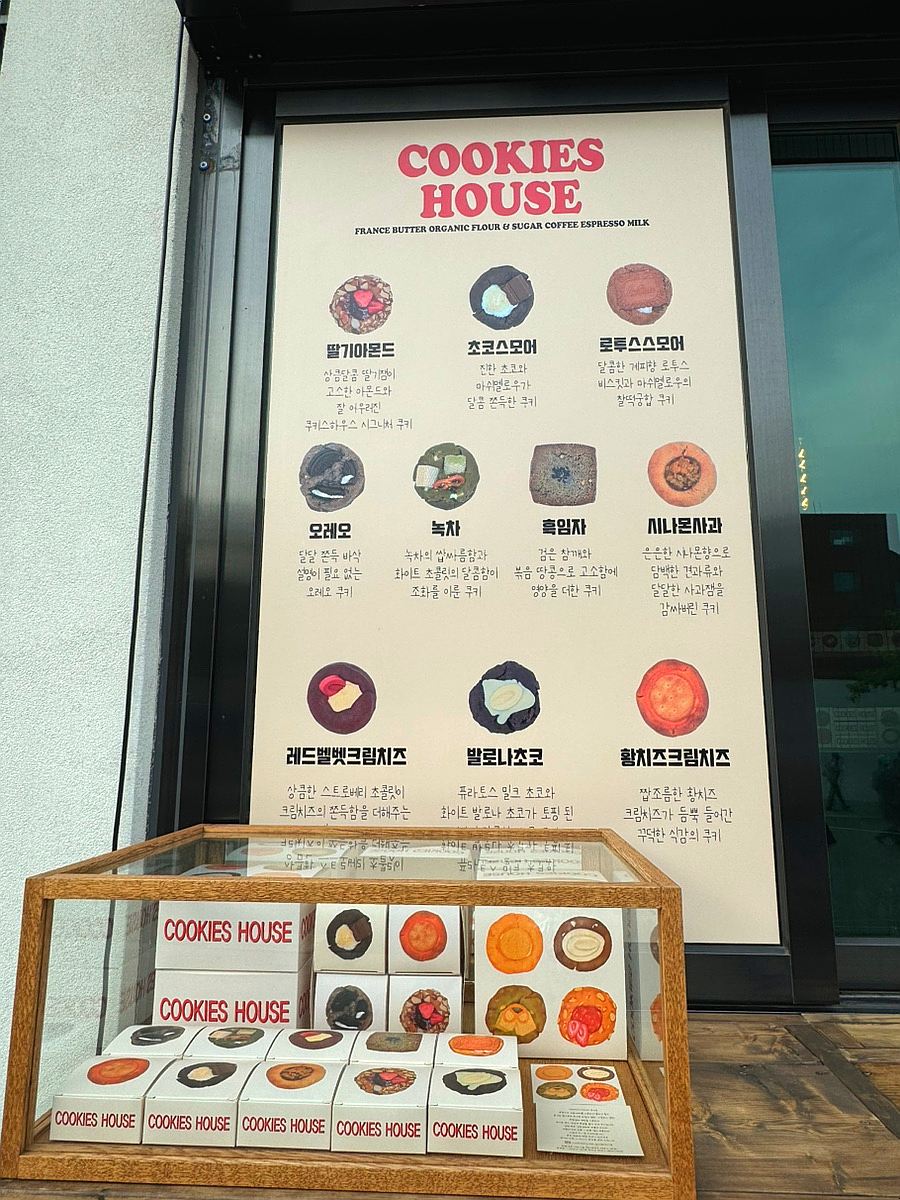 COOKIES
HOUSE
FRANCE BUTTER ORGANIC FLOUR & SUGAR COFFEE ESPRESSO MILK
딸기아몬드
상콤달콤 딸기잼이
고소한 아몬드와
잘 어우러진
쿠키스하우스 시그니처 쿠키
초코스모어
진한 초코와
마쉬멜로우가
달콤 쫀득한 쿠키
로투스스모어
달콤한 계피향 로투스
비스킷과 마쉬멜로우의
찰떡궁합 쿠키
오레오
달달 쫀득 바삭
설명이 필요 없는
오레오 쿠키
녹차
녹차의 쌉싸름함과
화이트 초콜릿의 달콤함이
조화를 이룬 쿠키
흑임자
검은 참깨와
볶음 땅콩으로 고소함에
영양을 더한 쿠키
시나몬사과
은은한 시나몬향으로
담백한 견과류와
달달한 사과잼을
감싸버린 쿠키
레드벨벳크림치즈
상큼한 스트로베리 초콜릿이
크림치즈의 쫀득함을 더해주는
발로나초코
퓨라토스 밀크 초코와
화이트 발로나 초코가 토핑 된
황치즈크림치즈
짭조름한 황치즈
크림치즈가 듬뿍 들어간
꾸덕한 식감의 쿠키
COOKIES HOUSE
COOKIES HOUSE
COOKIES HOUSE
COOKIES HOUSE
COOKIES HOUSE
COOKIES HOUSE
COOKIES HOUSE